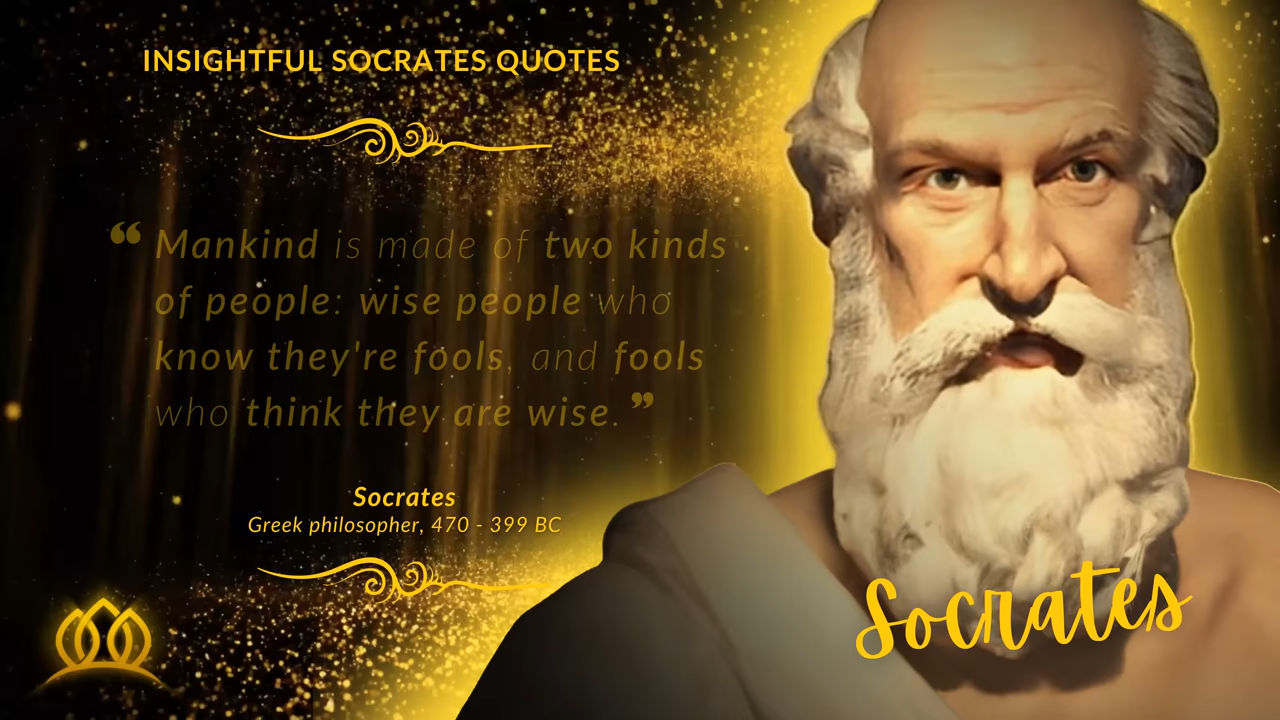 INSIGHTFUL SOCRATES QUOTES
“ Mankind is made of two kinds
of people: wise people who
know they're fools, and fools
who think they are wise. ”
Socrates
Greek philosopher, 470 - 399 BC
Socrates